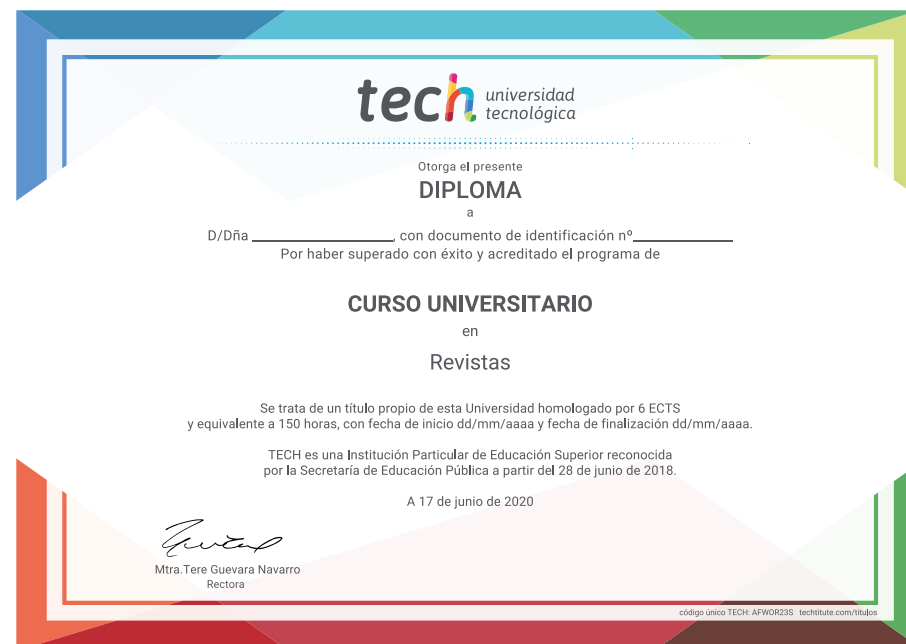 tech universidad
tecnológica
Otorga el presente
DIPLOMA
a
D/Dña ____________, con documento de identificación nº____________
Por haber superado con éxito y acreditado el programa de
CURSO UNIVERSITARIO
en
Revistas
Se trata de un título propio de esta Universidad homologado por 6 ECTS
y equivalente a 150 horas, con fecha de inicio dd/mm/aaaa y fecha de finalización dd/mm/aaaa.
TECH es una Institución Particular de Educación Superior reconocida
por la Secretaría de Educación Pública a partir del 28 de junio de 2018.
A 17 de junio de 2020
Mtra.Tere Guevara Navarro
Rectora
código único TECH: AFWOR23S techtitute.com/titulos